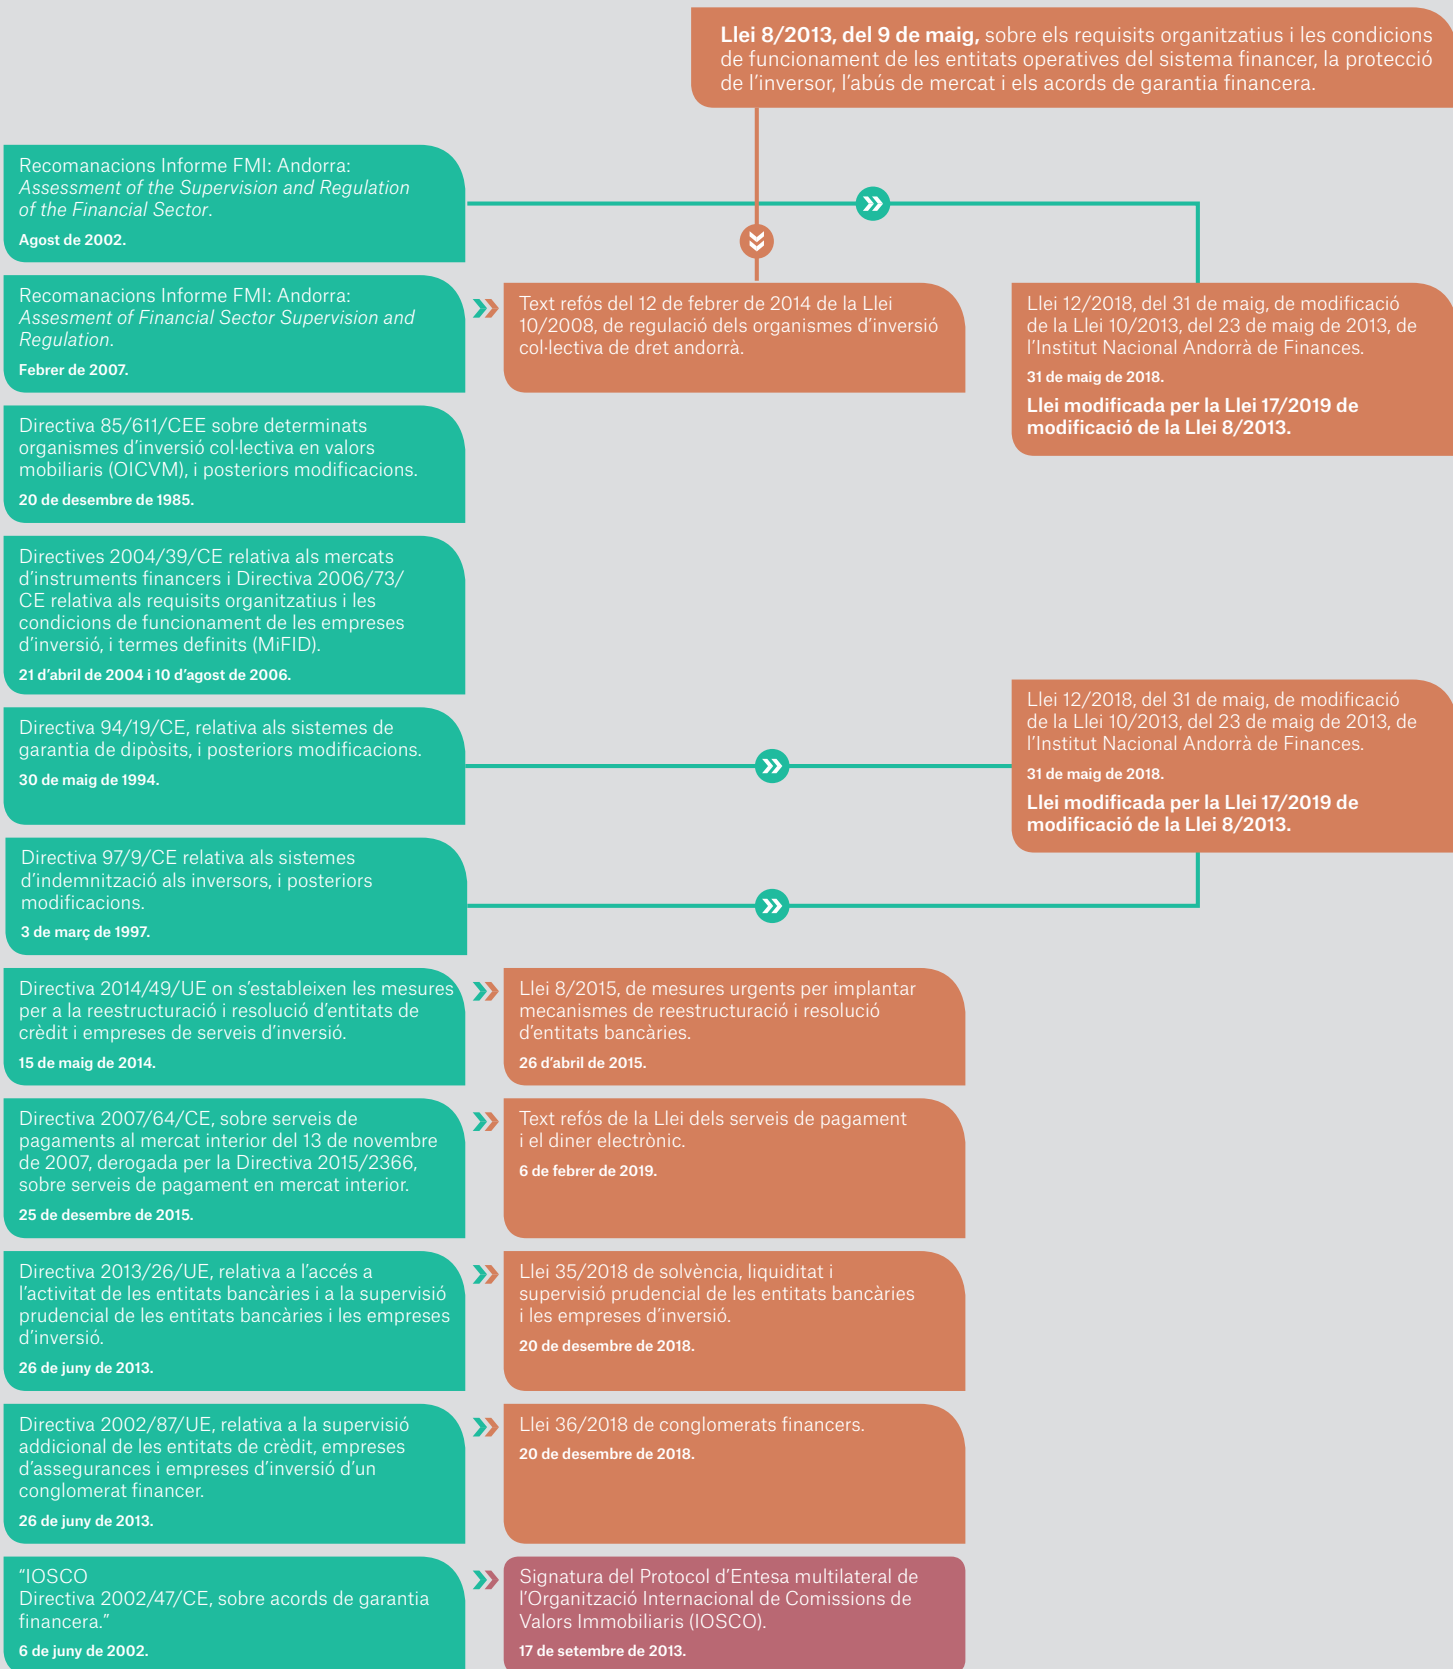 Llei 8/2013, del 9 de maig, sobre els requisits organitzatius i les condicions
de funcionament de les entitats operatives del sistema financer, la protecció
de l’inversor, l’abús de mercat i els acords de garantia financera.
Recomanacions Informe FMI: Andorra:
Assessment of the Supervision and Regulation
of the Financial Sector.
Agost de 2002.
Recomanacions Informe FMI: Andorra:
Assesment of Financial Sector Supervision and
Regulation.
Febrer de 2007.
Text refós del 12 de febrer de 2014 de la Llei
10/2008, de regulació dels organismes d’inversió
col·lectiva de dret andorrà.
Llei 12/2018, del 31 de maig, de modificació
de la Llei 10/2013, del 23 de maig de 2013, de
l’Institut Nacional Andorrà de Finances.
31 de maig de 2018.
Llei modificada per la Llei 17/2019 de
modificació de la Llei 8/2013.
Directiva 85/611/CEE sobre determinats
organismes d’inversió col·lectiva en valors
mobiliaris (OICVM), i posteriors modificacions.
20 de desembre de 1985.
Directives 2004/39/CE relativa als mercats
d’instruments financers i Directiva 2006/73/
CE relativa als requisits organitzatius i les
condicions de funcionament de les empreses
d’inversió, i termes definits (MiFID).
21 d’abril de 2004 i 10 d’agost de 2006.
Directiva 94/19/CE, relativa als sistemes de
garantia de dipòsits, i posteriors modificacions.
30 de maig de 1994.
Llei 12/2018, del 31 de maig, de modificació
de la Llei 10/2013, del 23 de maig de 2013, de
l’Institut Nacional Andorrà de Finances.
31 de maig de 2018.
Llei modificada per la Llei 17/2019 de
modificació de la Llei 8/2013.
Directiva 97/9/CE relativa als sistemes
d’indemnització als inversors, i posteriors
modificacions.
3 de març de 1997.
Directiva 2014/49/UE on s’estableixen les mesures
per a la reestructuració i resolució d’entitats de
crèdit i empreses de serveis d’inversió.
15 de maig de 2014.
Llei 8/2015, de mesures urgents per implantar
mecanismes de reestructuració i resolució
d’entitats bancàries.
26 d’abril de 2015.
Directiva 2007/64/CE, sobre serveis de
pagaments al mercat interior del 13 de novembre
de 2007, derogada per la Directiva 2015/2366,
sobre serveis de pagament en mercat interior.
25 de desembre de 2015.
Text refós de la Llei dels serveis de pagament
i el diner electrònic.
6 de febrer de 2019.
Directiva 2013/26/UE, relativa a l’accés a
l’activitat de les entitats bancàries i a la supervisió
prudencial de les entitats bancàries i les empreses
d’inversió.
26 de juny de 2013.
Llei 35/2018 de solvència, liquiditat i
supervisió prudencial de les entitats bancàries
i les empreses d’inversió.
20 de desembre de 2018.
Directiva 2002/87/UE, relativa a la supervisió
addicional de les entitats de crèdit, empreses
d’assegurances i empreses d’inversió d’un
conglomerat financer.
26 de juny de 2013.
Llei 36/2018 de conglomerats financers.
20 de desembre de 2018.
“IOSCO
Directiva 2002/47/CE, sobre acords de garantia
financera.”
6 de juny de 2002.
Signatura del Protocol d’Entesa multilateral de
l’Organització Internacional de Comissions de
Valors Immobiliaris (IOSCO).
17 de setembre de 2013.